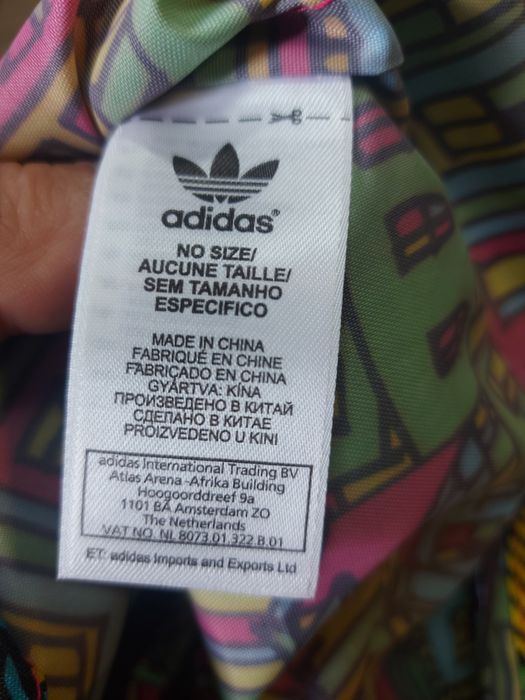 adidas®
NO SIZE/
AUCUNE TAILLE/
SEM TAMANHO
ESPECIFICO
MADE IN CHINA
FABRIQUÉ EN CHINE
FABRICADO EN CHINA
GYÁRTVA: KÍNA
ПРОИЗВЕДЕНО В КИТАЙ
СДЕЛАНО В КИТАЕ
PROIZVEDENO U KINI
adidas International Trading BV
Atlas Arena -Afrika Building
Hoogoorddreef 9a
1101 BA Amsterdam ZO
The Netherlands
VAT NO. NL 8073.01.322.B.01
ET: adidas Imports and Exports Ltd